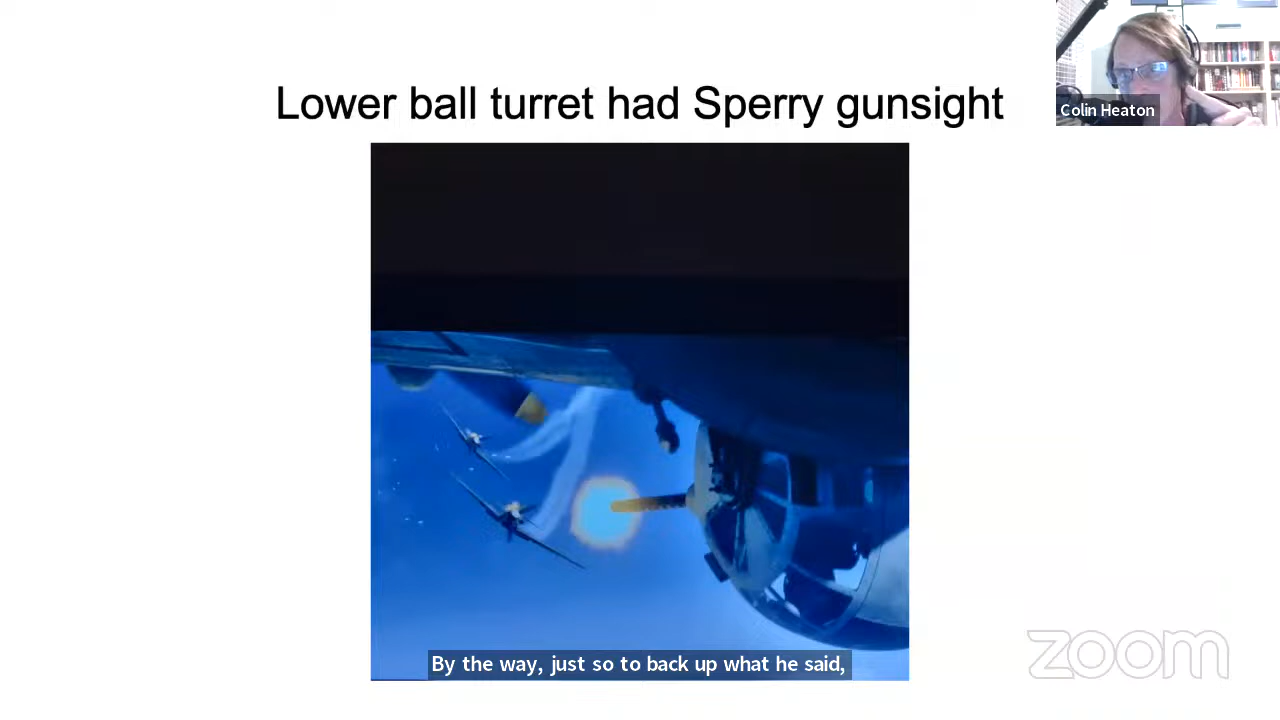 Lower ball turret had Sperry gunsight
Colin Heaton
By the way, just so to back up what he said,
zoom